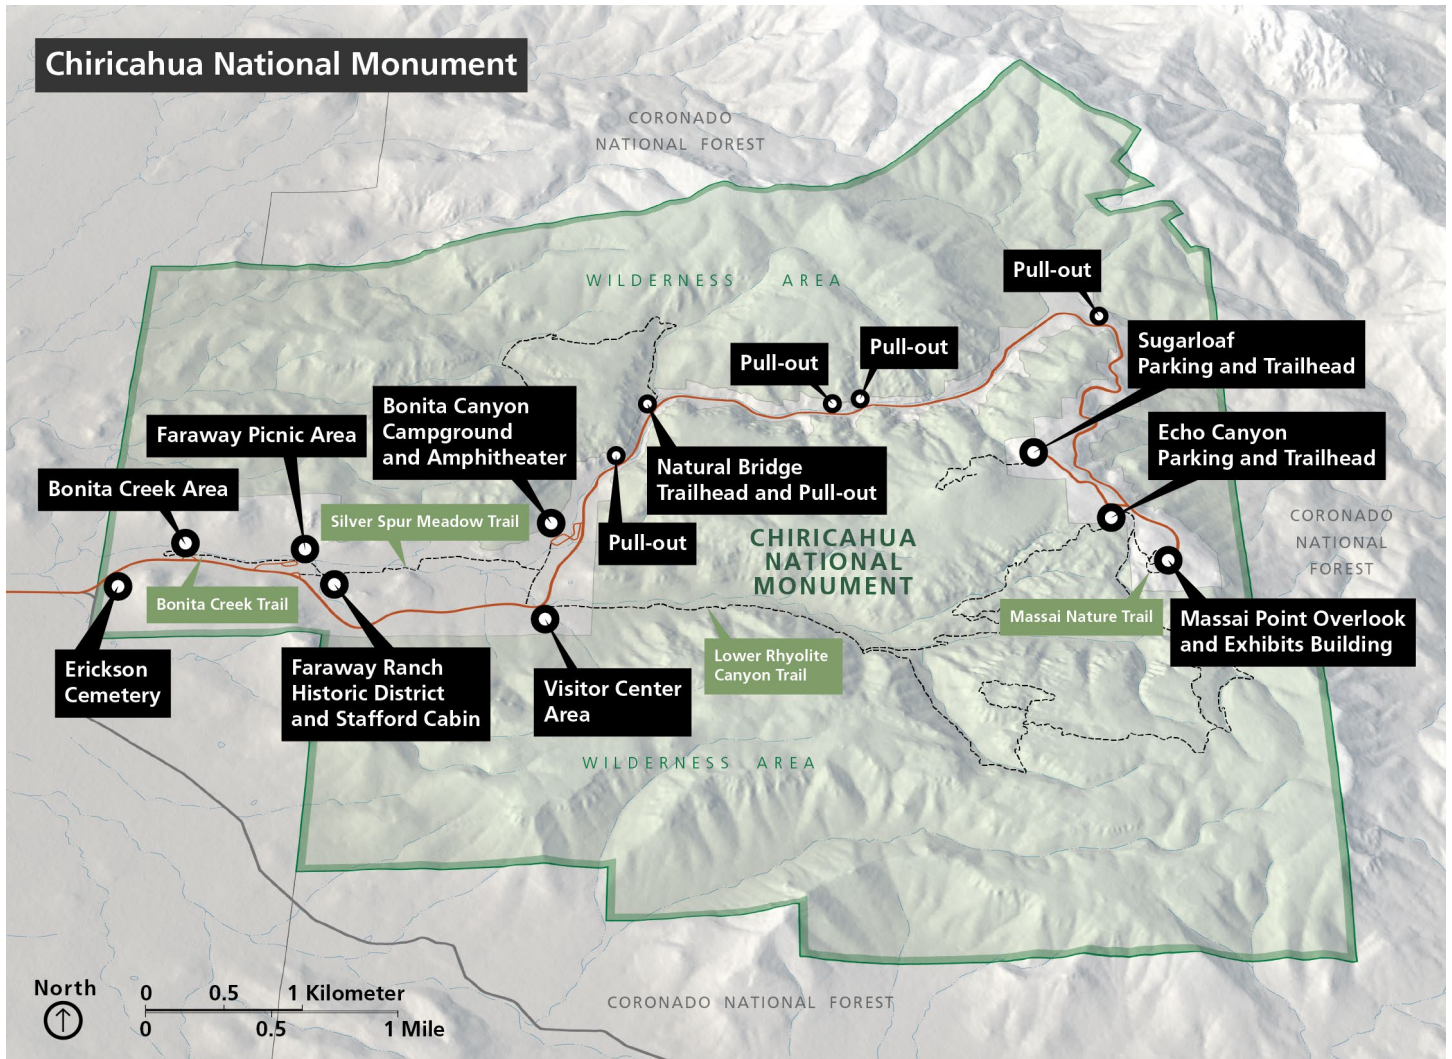 Chiricahua National Monument
CORONADO
NATIONAL FOREST
WILDERNESS AREA
Pull-out
Sugarloaf
Parking and Trailhead
Pull-out
Pull-out
Bonita Canyon
Campground
and Amphitheater
Faraway Picnic Area
Echo Canyon
Parking and Trailhead
Bonita Creek Area
Natural Bridge
Trailhead and Pull-out
Silver Spur Meadow Trail
Pull-out
CHIRICAHUA
NATIONAL
MONUMENT
CORONADO
NATIONAL
FOREST
Bonita Creek Trail
Massai Nature Trail
Massai Point Overlook
and Exhibits Building
Erickson
Cemetery
Faraway Ranch
Historic District
and Stafford Cabin
Visitor Center
Area
Lower Rhyolite
Canyon Trail
WILDERNESS AREA
North
0 0.5 1 Kilometer
0 0.5 1 Mile
CORONADO NATIONAL FOREST